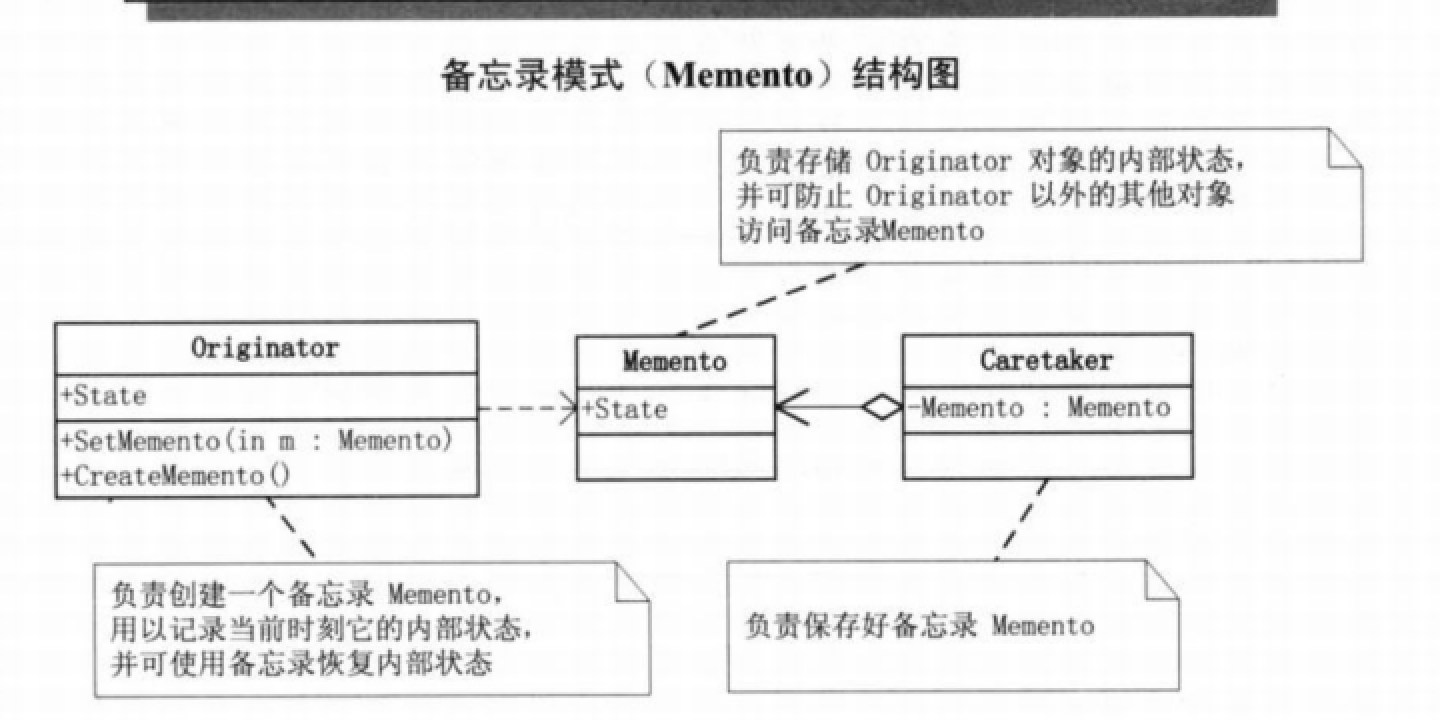 备忘录模式（Memento）结构图
负责存储 Originator 对象的内部状态，
并可防止 Originator 以外的其他对象
访问备忘录Memento
Originator
+State
+SetMemento(in m : Memento)
+CreateMemento()
Memento
+State
Caretaker
-Memento : Memento
负责创建一个备忘录 Memento，
用以记录当前时刻它的内部状态，
并可使用备忘录恢复内部状态
负责保存好备忘录 Memento